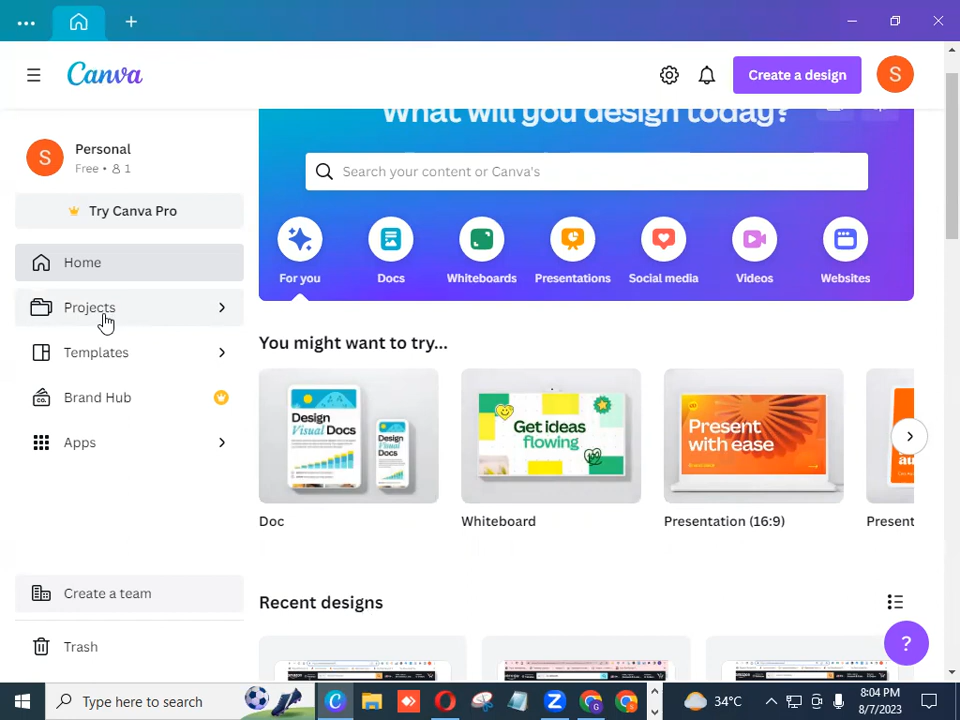 Canva
Create a design
S
S
Personal
Free • 1
Try Canva Pro
Home
Projects
Templates
Brand Hub
Apps
Create a team
Trash
What will you design today?
Search your content or Canva's
For you
Docs
Whiteboards
Presentations
Social media
Videos
Websites
You might want to try...
Design
Visual Docs
Design
Visual
Docs
Get ideas
flowing
Present
with ease
Doc
Whiteboard
Presentation (16:9)
Present
Recent designs
?
Type here to search
34°C
8:04 PM
8/7/2023